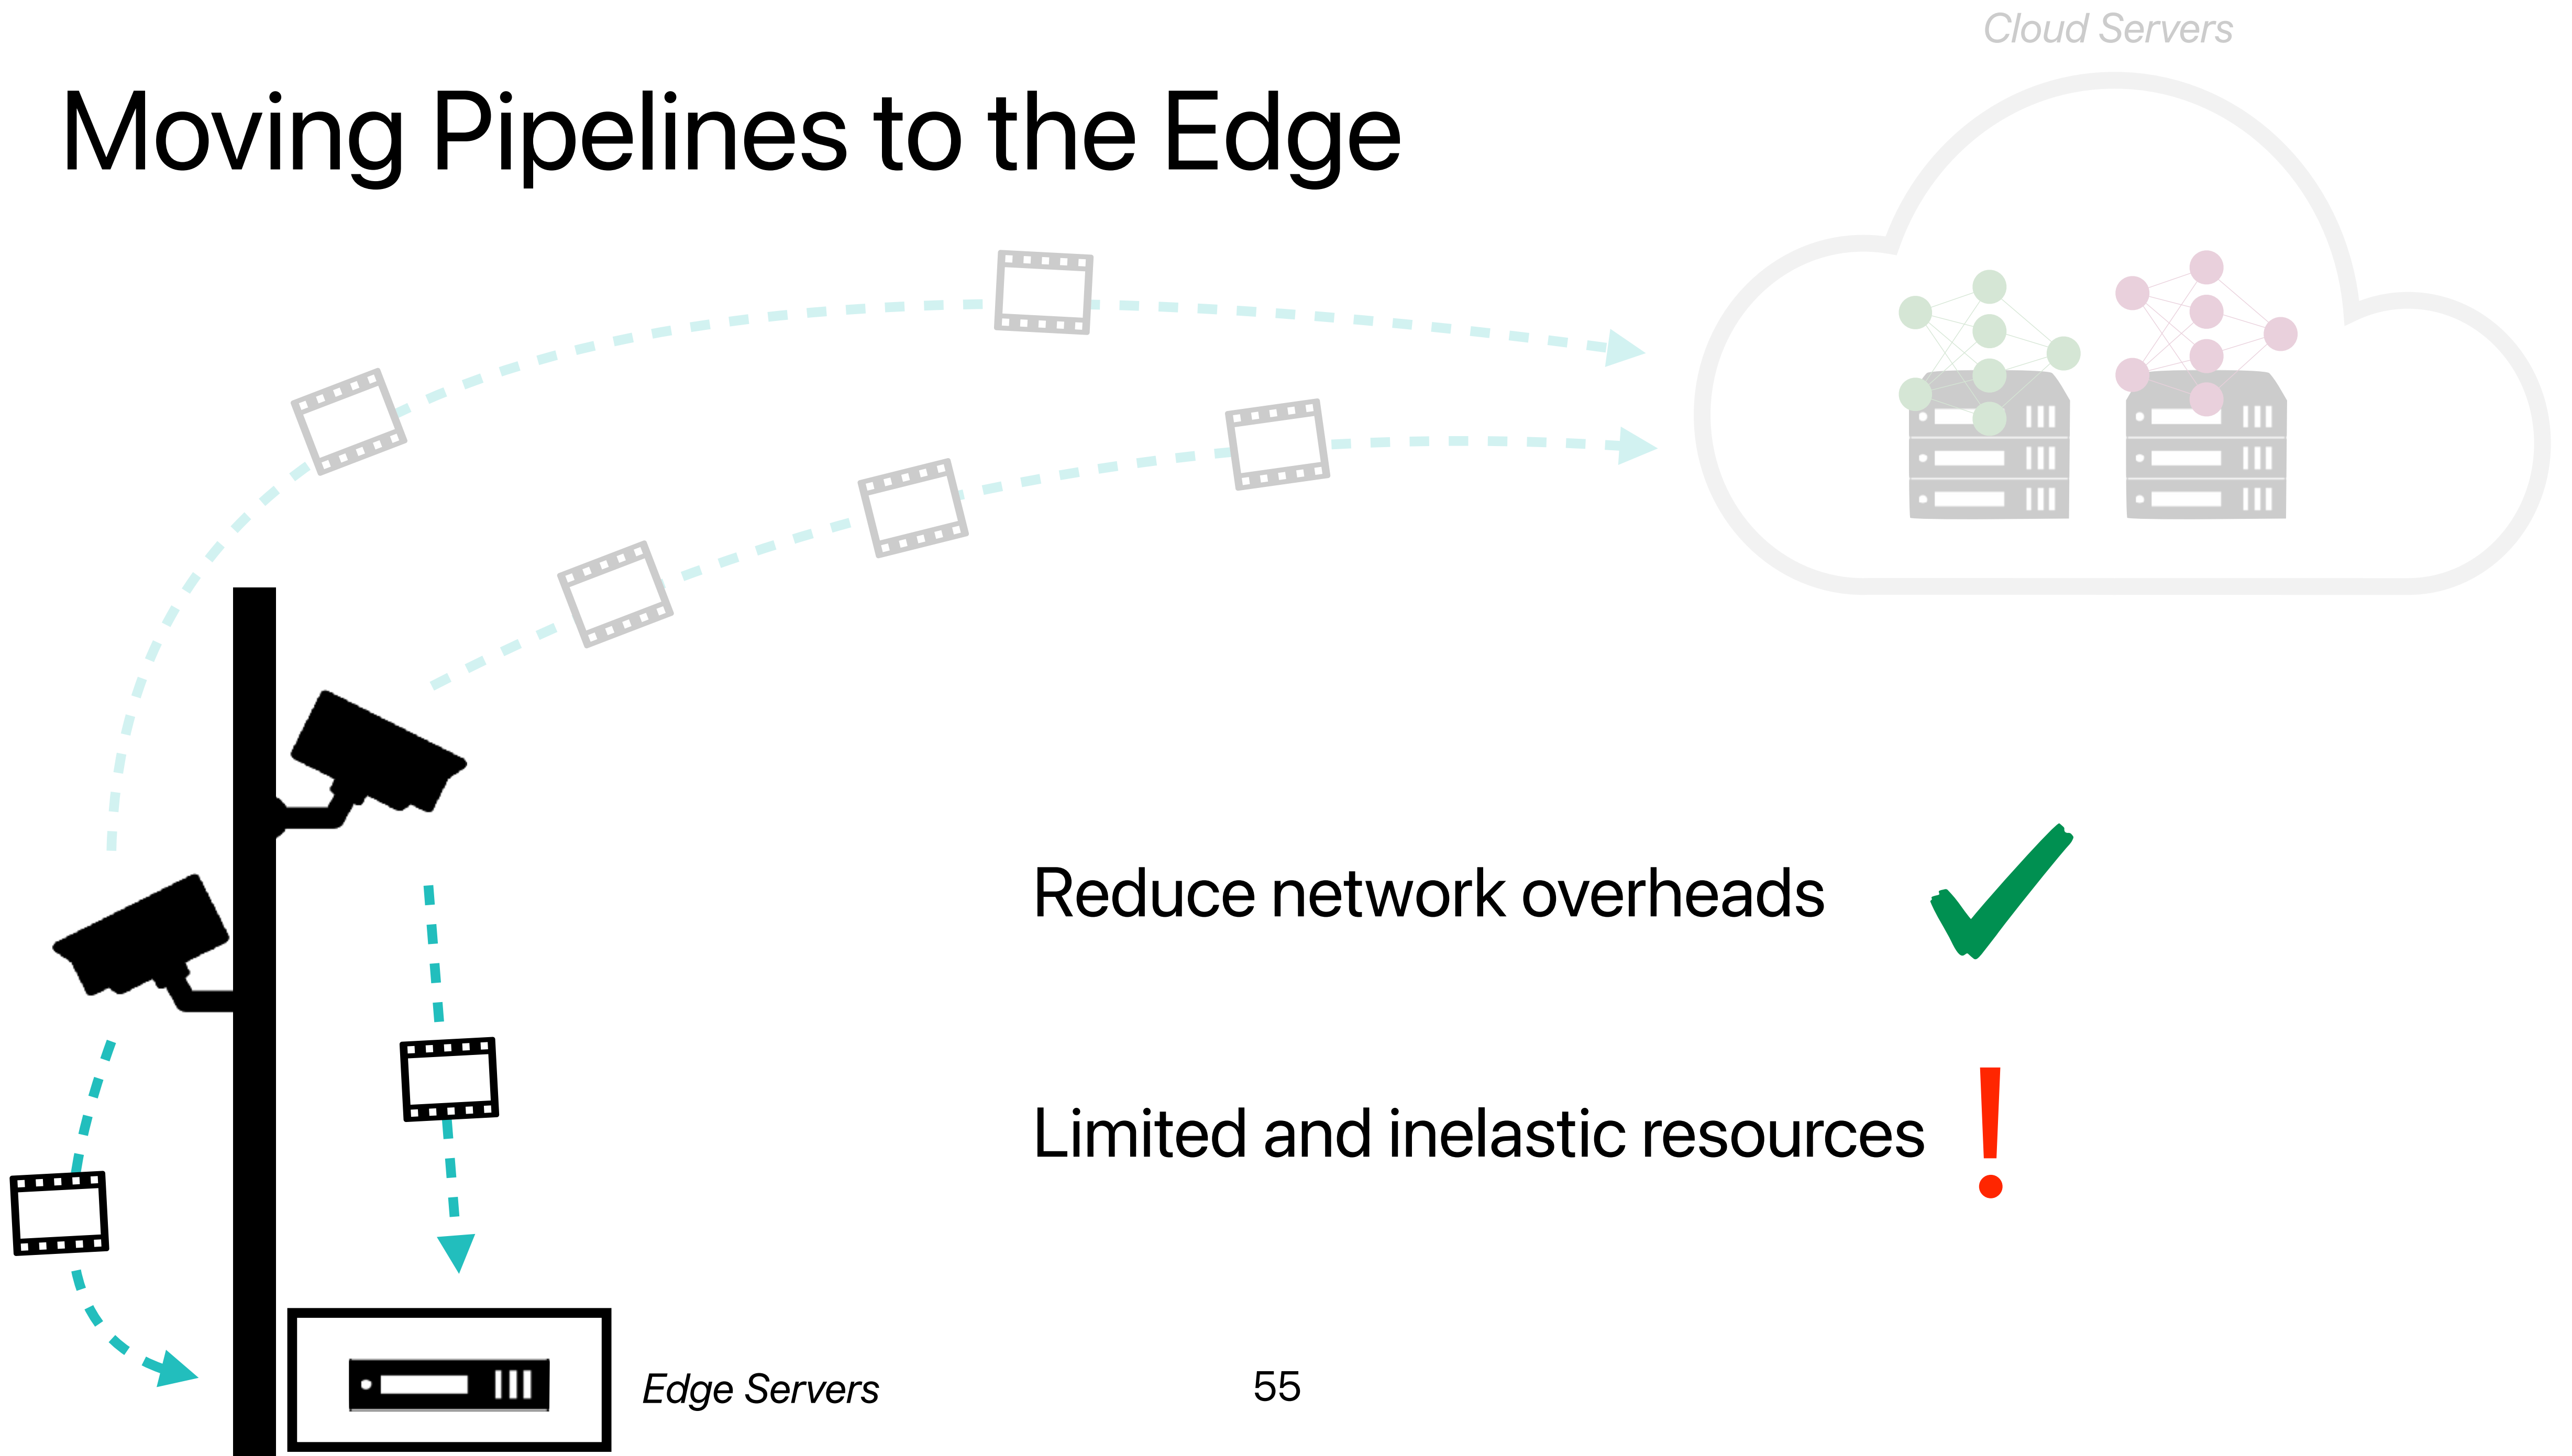 Cloud Servers
Moving Pipelines to the Edge
Reduce network overheads
Limited and inelastic resources !
Edge Servers
55